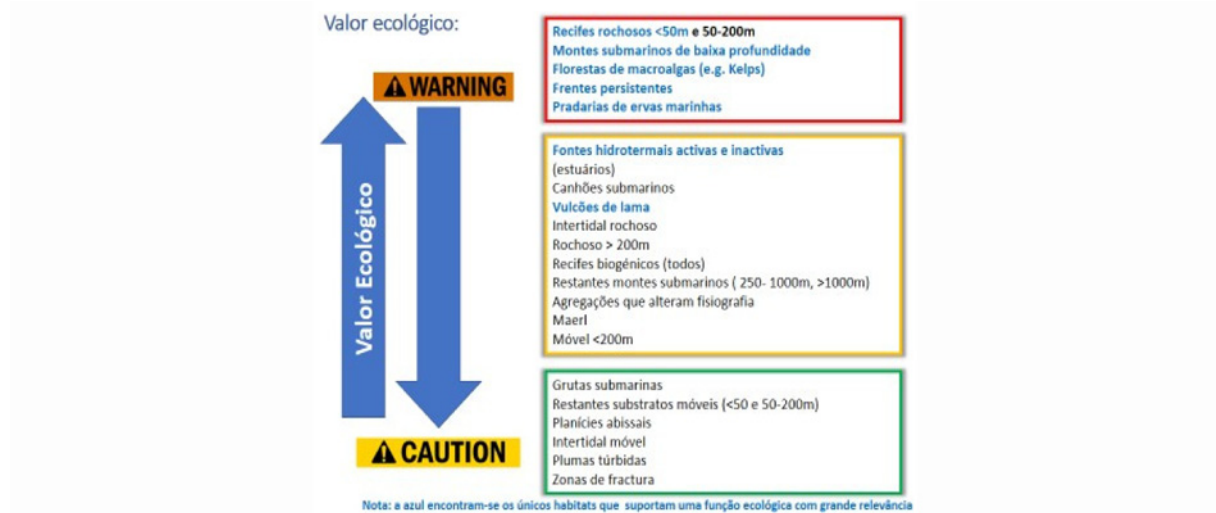 Valor ecológico:
WARNING
Valor Ecológico
CAUTION
Recifes rochosos <50m e 50-200m
Montes submarinos de baixa profundidade
Florestas de macroalgas (e.g. Kelps)
Frentes persistentes
Pradarias de ervas marinhas
Fontes hidrotermais activas e inactivas
(estuários)
Canhões submarinos
Vulcões de lama
Intertidal rochoso
Rochoso > 200m
Recifes biogénicos (todos)
Restantes montes submarinos ( 250- 1000m, >1000m)
Agregações que alteram fisiografia
Maerl
Móvel <200m
Grutas submarinas
Restantes substratos móveis (<50 e 50-200m)
Planícies abissais
Intertidal móvel
Plumas túrbidas
Zonas de fractura
Nota: a azul encontram-se os únicos habitats que suportam uma função ecológica com grande relevância